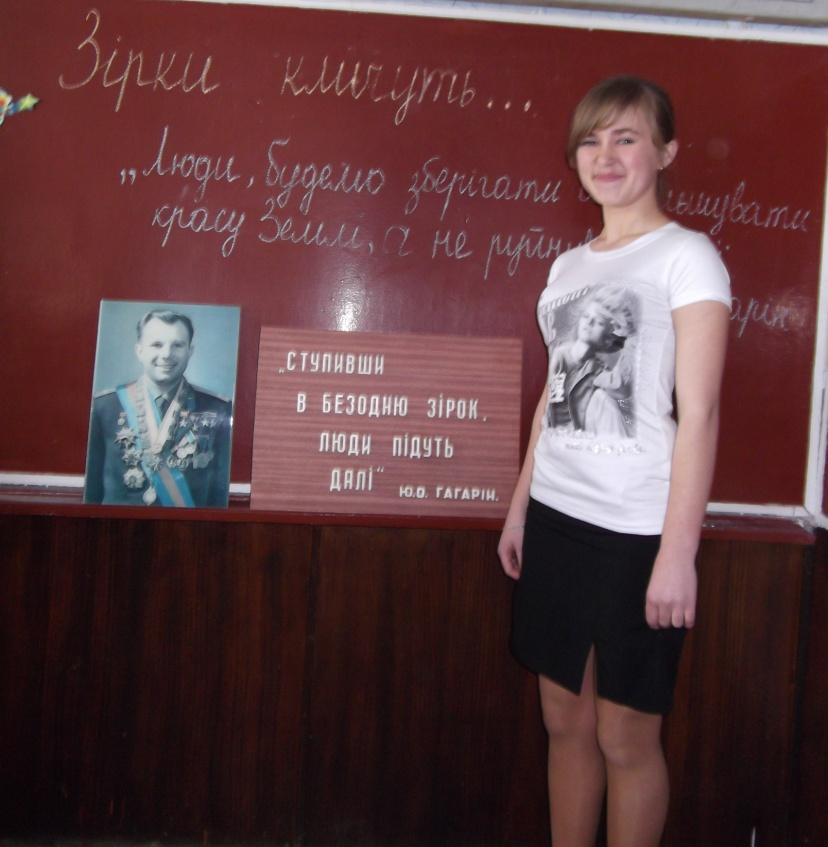 Зірки кличуть...
„Люди, будемо зберігати
красу Землі, а не
„СТУПИВШИ
В БЕЗОДНЮ ЗІРОК,
ЛЮДИ ПІДУТЬ
ДАЛІ“
Ю.О. ГАГАРІН.